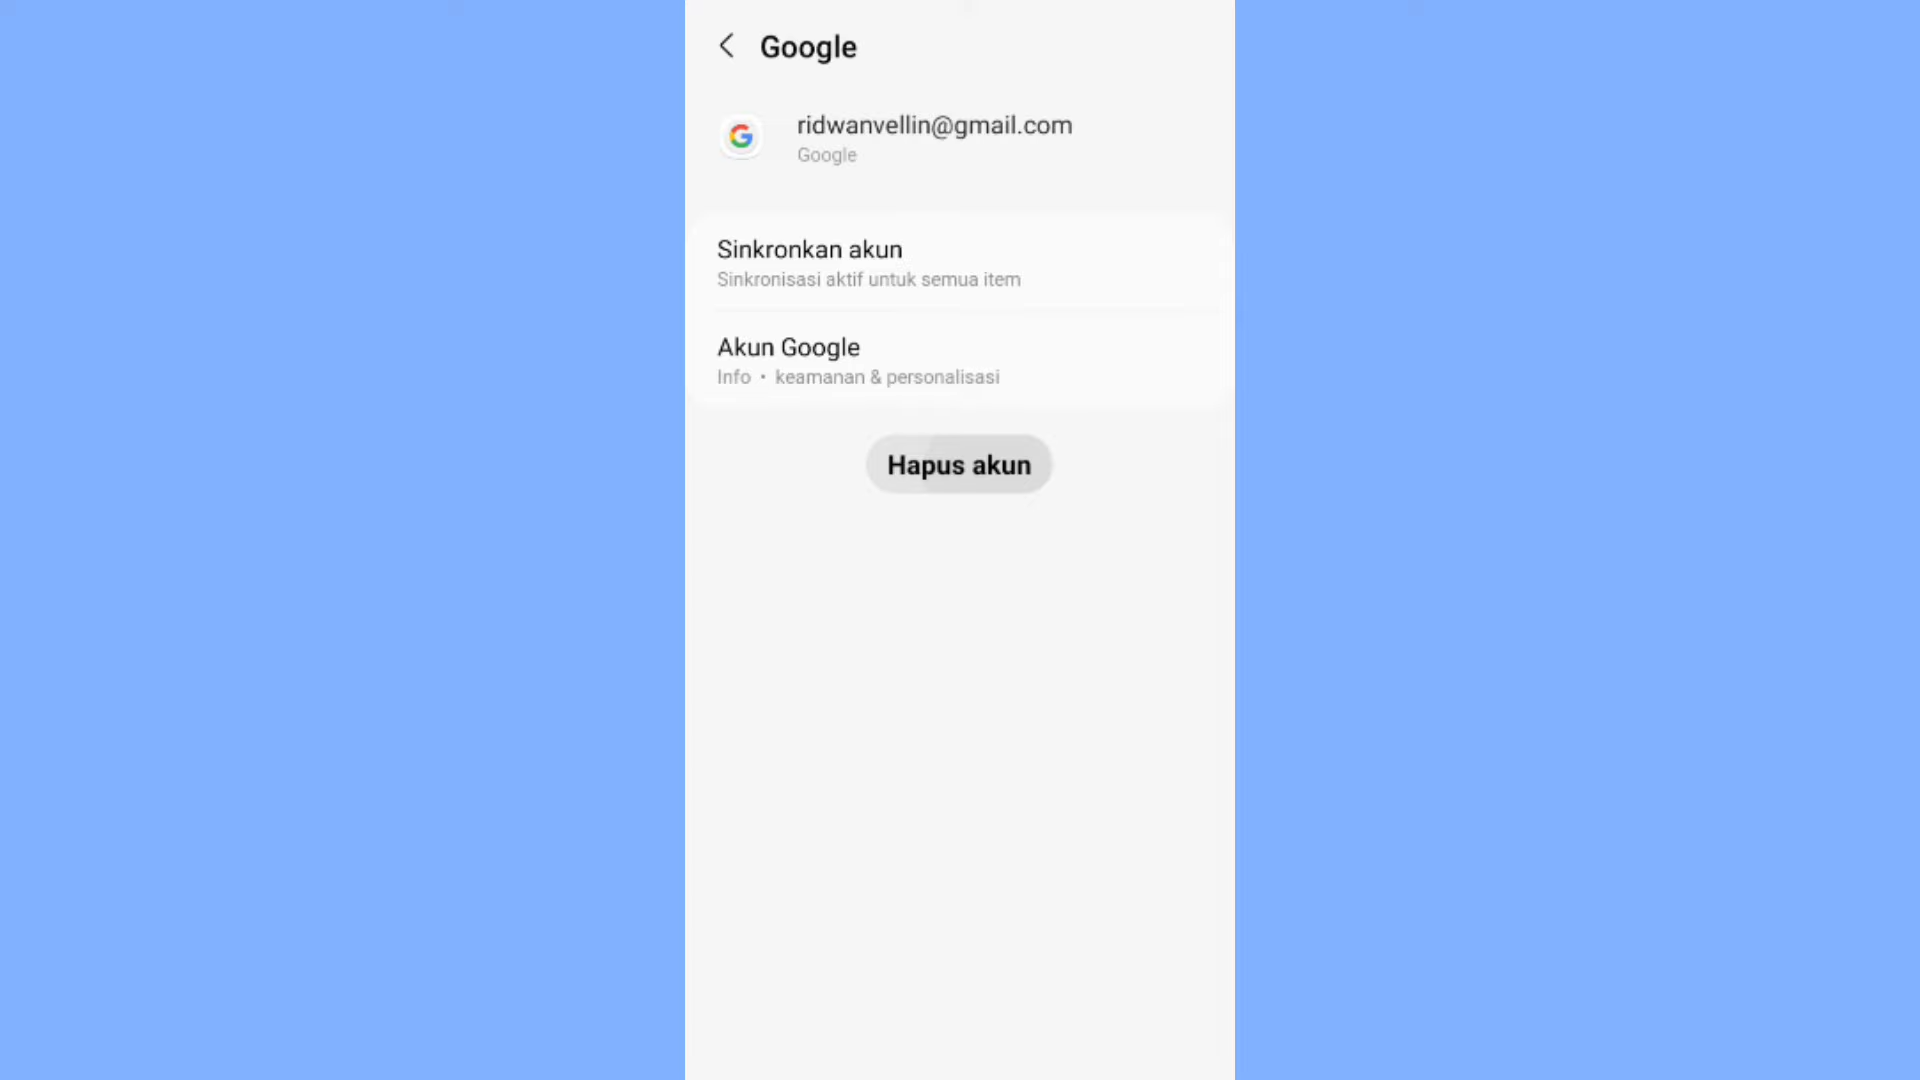 Google
ridwanvellin@gmail.com
Google
Sinkronkan akun
Sinkronisasi aktif untuk semua item
Akun Google
Info • keamanan & personalisasi
Hapus akun